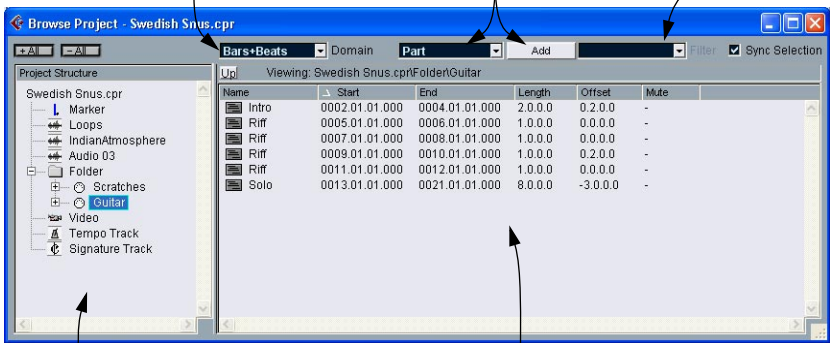 Browse Project - Swedish Snus.cpr
+ All - All Bars+Beats Domain Part Add Filter Sync Selection
Project Structure Up Viewing: Swedish Snus.cpr\Folder\Guitar
Name Start End Length Offset Mute
Intro 0002.01.01.000 0004.01.01.000 2.0.0.0 0.2.0.0 -
Riff 0005.01.01.000 0006.01.01.000 1.0.0.0 0.0.0.0 -
Riff 0007.01.01.000 0008.01.01.000 1.0.0.0 0.0.0.0 -
Riff 0009.01.01.000 0010.01.01.000 1.0.0.0 0.2.0.0 -
Riff 0011.01.01.000 0012.01.01.000 1.0.0.0 0.0.0.0 -
Solo 0013.01.01.000 0021.01.01.000 8.0.0.0 -3.0.0.0 -
Swedish Snus.cpr
Marker
Loops
IndianAtmosphere
Audio 03
Folder
Scratches
Guitar
Video
Tempo Track
Signature Track